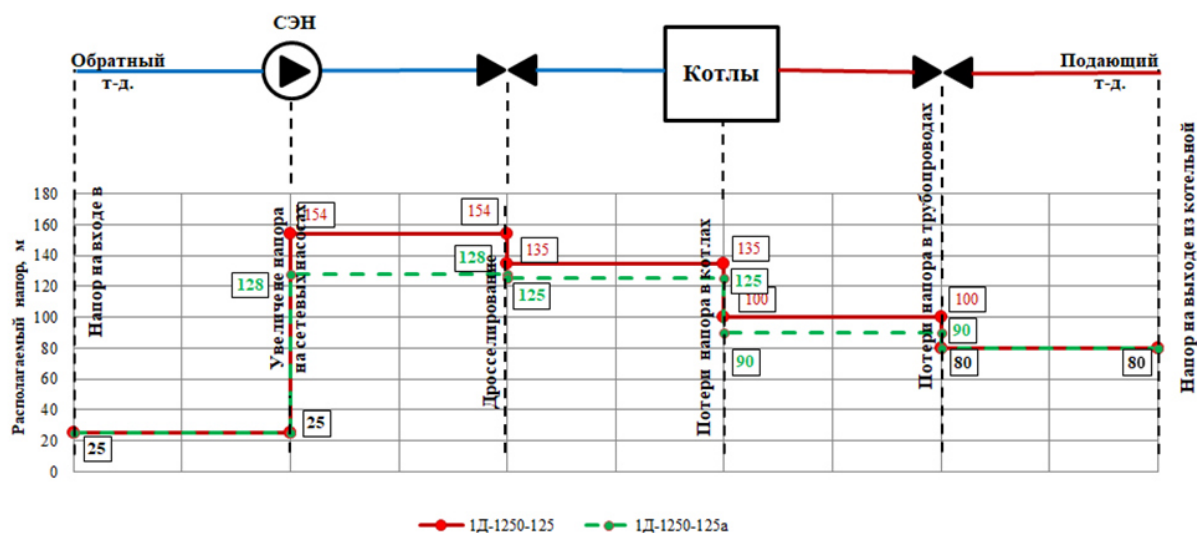 СЭН
Обратный
т-д.
Котлы
Подающий
т-д.
Располагаемый напор, м
180
160
140
120
100
80
60
40
20
0
Напор на входе в
Увеличене напора
на сетевых насосах
Дросселирование
Потери напора в котлах
Потери напора в трубопроводах
Напор на выходе из котельной
25
25
128
154
154
128
135
125
135
125
100
90
100
90
80
80
1Д-1250-125
1Д-1250-125а